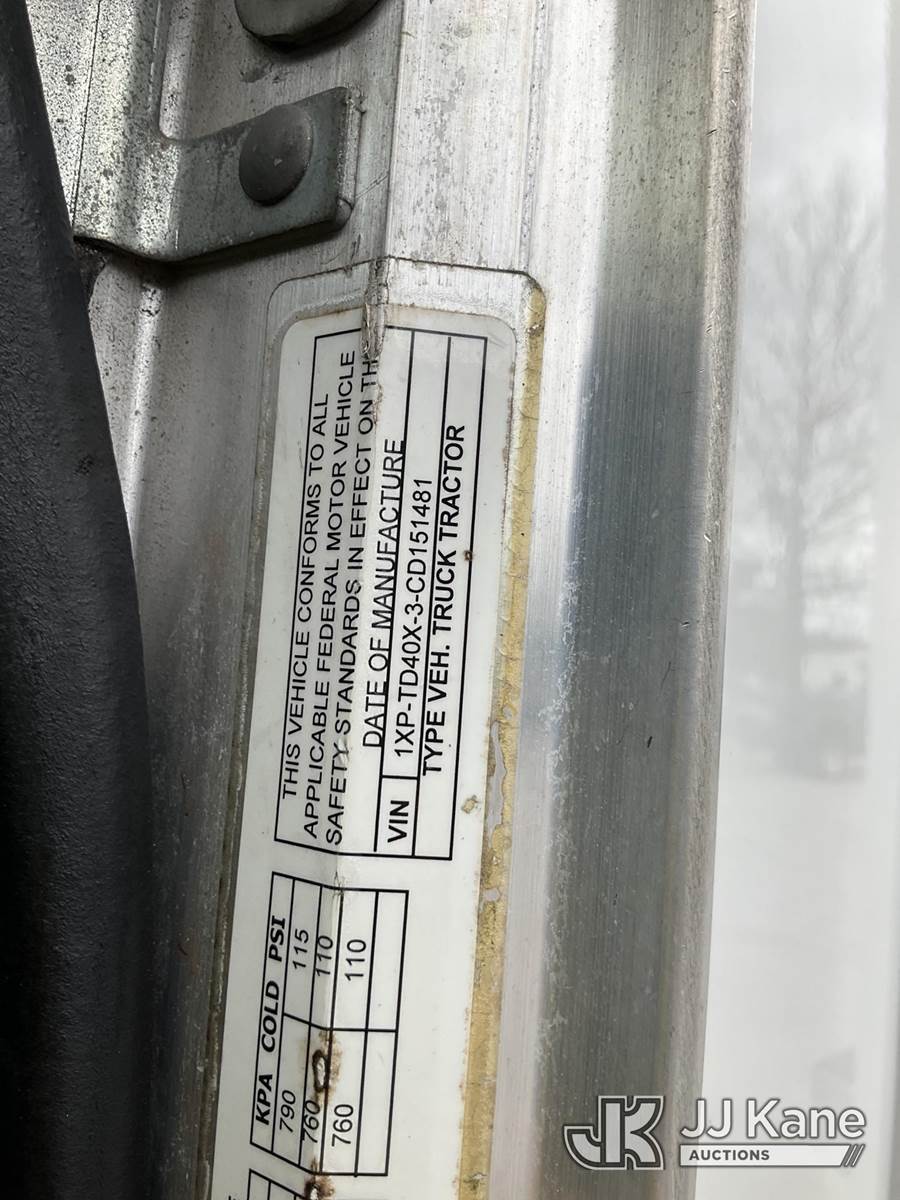 THIS VEHICLE CONFORMS TO ALL
APPLICABLE FEDERAL MOTOR VEHICLE
SAFETY STANDARDS IN EFFECT ON
DATE OF MANUFACTURE
VIN 1XP-TD40X-3-CD151481
TYPE VEH. TRUCK TRACTOR
KPA COLD PSI
790 115
760 110
760 110
JK JJ Kane
AUCTIONS